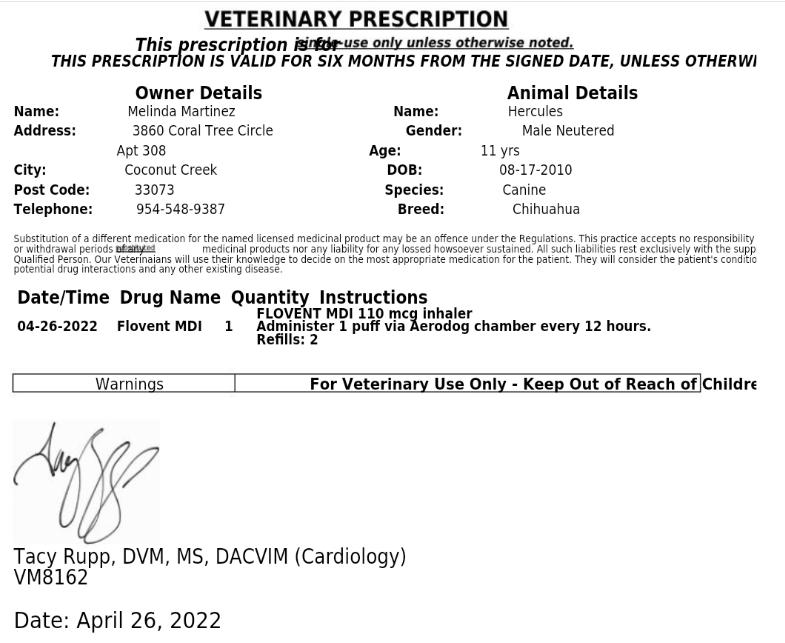 VETERINARY PRESCRIPTION
This prescription is for single-use only unless otherwise noted.
THIS PRESCRIPTION IS VALID FOR SIX MONTHS FROM THE SIGNED DATE, UNLESS OTHERWI
Owner Details Animal Details
Name: Melinda Martinez Name: Hercules
Address: 3860 Coral Tree Circle Gender: Male Neutered
Apt 308 Age: 11 yrs
City: Coconut Creek DOB: 08-17-2010
Post Code: 33073 Species: Canine
Telephone: 954-548-9387 Breed: Chihuahua
Substitution of a different medication for the named licensed medicinal product may be an offence under the Regulations. This practice accepts no responsibility
or withdrawal periods of any medicinal products nor any liability for any lossed howsoever sustained. All such liabilities rest exclusively with the supp
Qualified Person. Our Veterinaians will use their knowledge to decide on the most appropriate medication for the patient. They will consider the patient's conditio
potential drug interactions and any other existing disease.
Date/Time Drug Name Quantity Instructions
FLOVENT MDI 110 mcg inhaler
04-26-2022 Flovent MDI 1 Administer 1 puff via Aerodog chamber every 12 hours.
Refills: 2
Warnings For Veterinary Use Only - Keep Out of Reach of Childre
Tacy Rupp, DVM, MS, DACVIM (Cardiology)
VM8162
Date: April 26, 2022